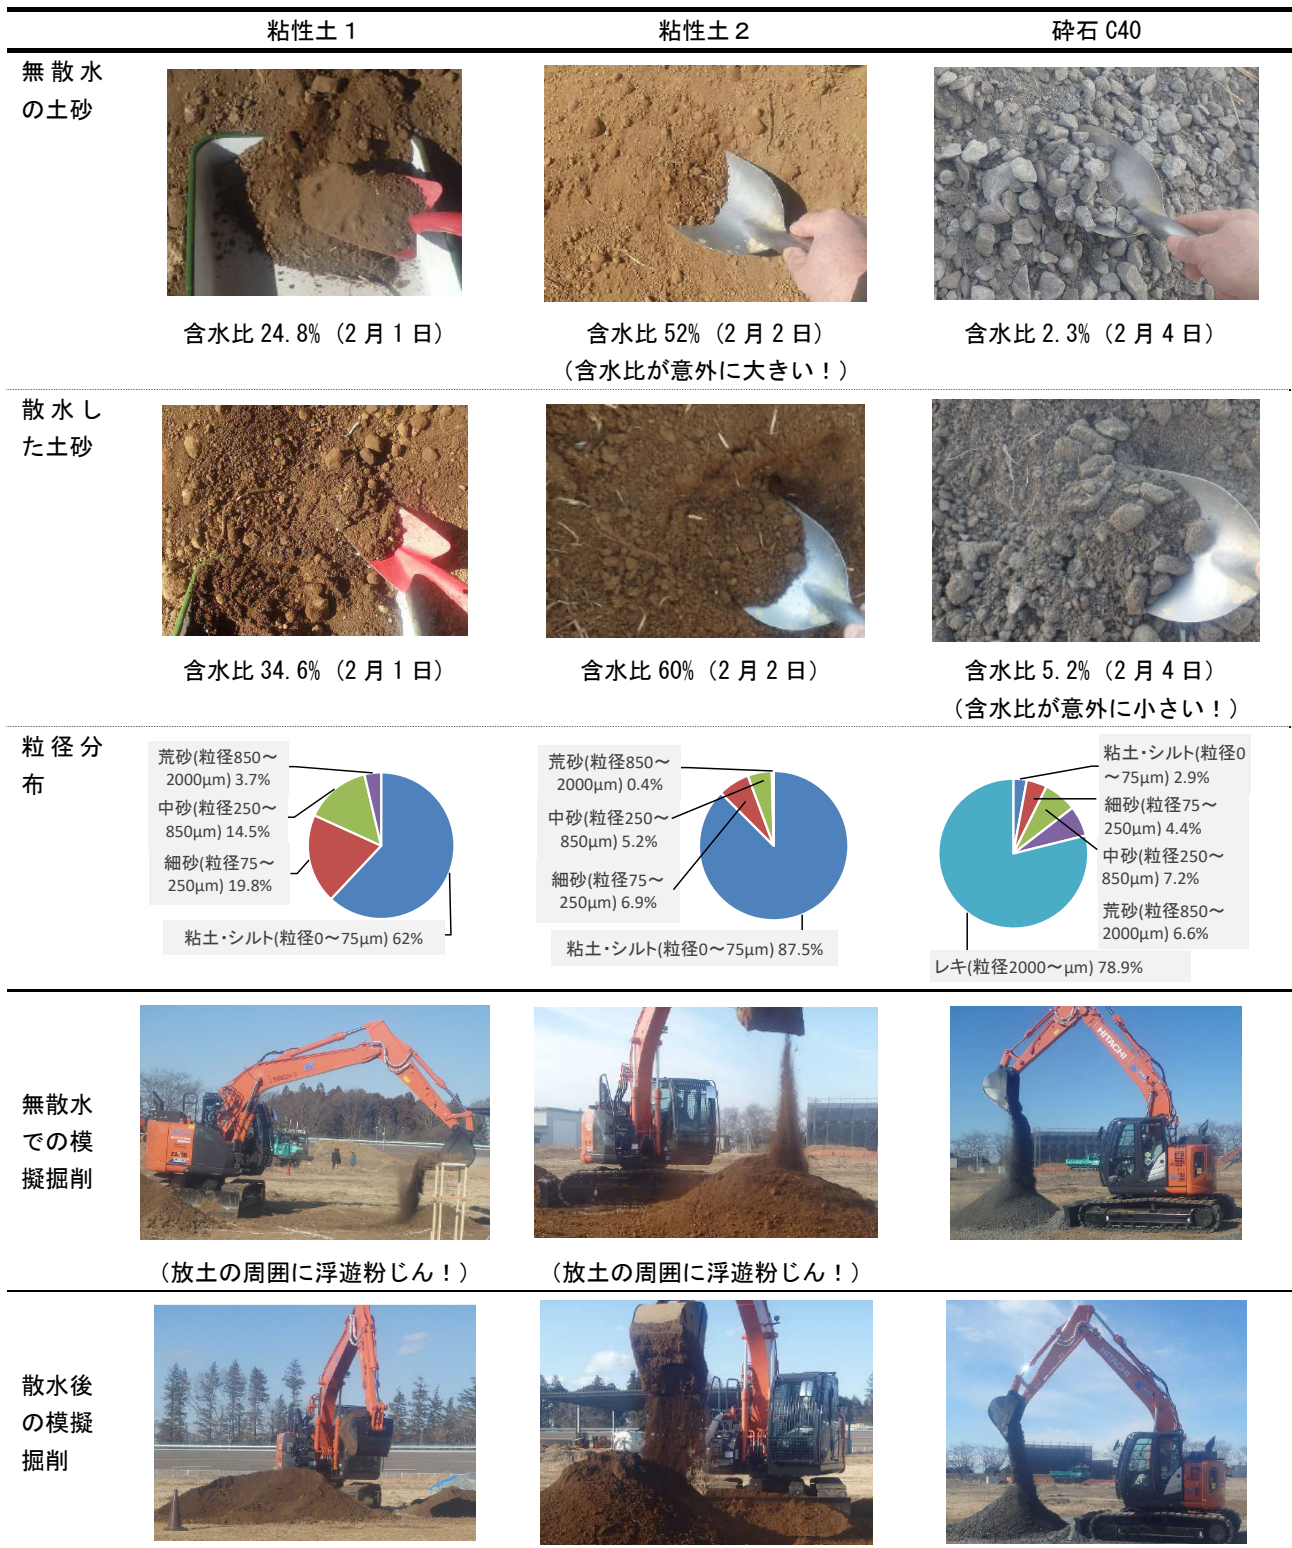 粘性土１
粘性土２
砕石 C40
無散水
の土砂
含水比 24.8%（2 月 1 日）
含水比 52%（2 月 2 日）
（含水比が意外に大きい！）
含水比 2.3%（2 月 4 日）
散水し
た土砂
含水比 34.6%（2 月 1 日）
含水比 60%（2 月 2 日）
含水比 5.2%（2 月 4 日）
（含水比が意外に小さい！）
粒径分
布
荒砂(粒径850～
2000μm) 3.7%
中砂(粒径250～
850μm) 14.5%
細砂(粒径75～
250μm) 19.8%
粘土・シルト(粒径0～75μm) 62%
荒砂(粒径850～
2000μm) 0.4%
中砂(粒径250～
850μm) 5.2%
細砂(粒径75～
250μm) 6.9%
粘土・シルト(粒径0～75μm) 87.5%
粘土・シルト(粒径0
～75μm) 2.9%
細砂(粒径75～
250μm) 4.4%
中砂(粒径250～
850μm) 7.2%
荒砂(粒径850～
2000μm) 6.6%
レキ(粒径2000～μm) 78.9%
無散水
での模
擬掘削
HITACHI
（放土の周囲に浮遊粉じん！）
（放土の周囲に浮遊粉じん！）
散水後
の模擬
掘削
HITACHI